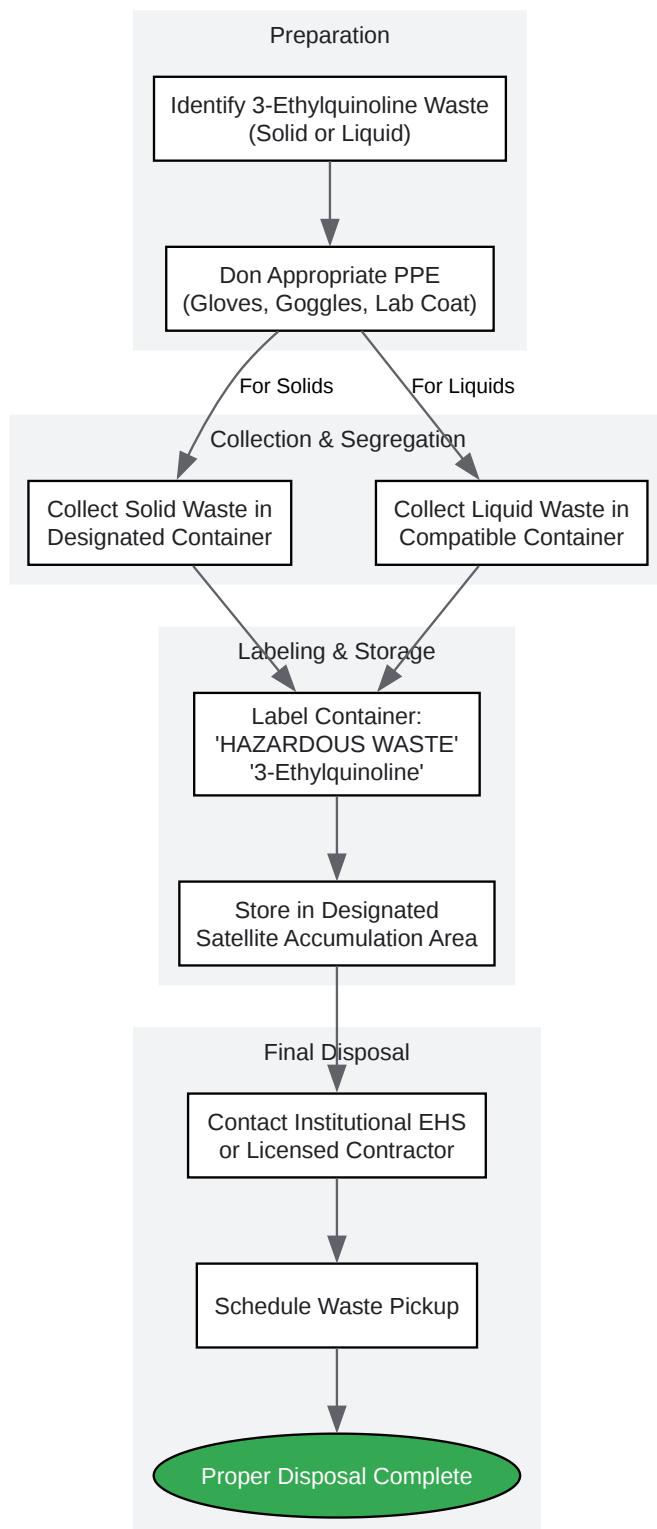 Preparation
Identify 3-Ethylquinoline Waste
(Solid or Liquid)
Don Appropriate PPE
(Gloves, Goggles, Lab Coat)
For Solids
For Liquids
Collection & Segregation
Collect Solid Waste in
Designated Container
Collect Liquid Waste in
Compatible Container
Labeling & Storage
Label Container:
'HAZARDOUS WASTE'
'3-Ethylquinoline'
Store in Designated
Satellite Accumulation Area
Final Disposal
Contact Institutional EHS
or Licensed Contractor
Schedule Waste Pickup
Proper Disposal Complete